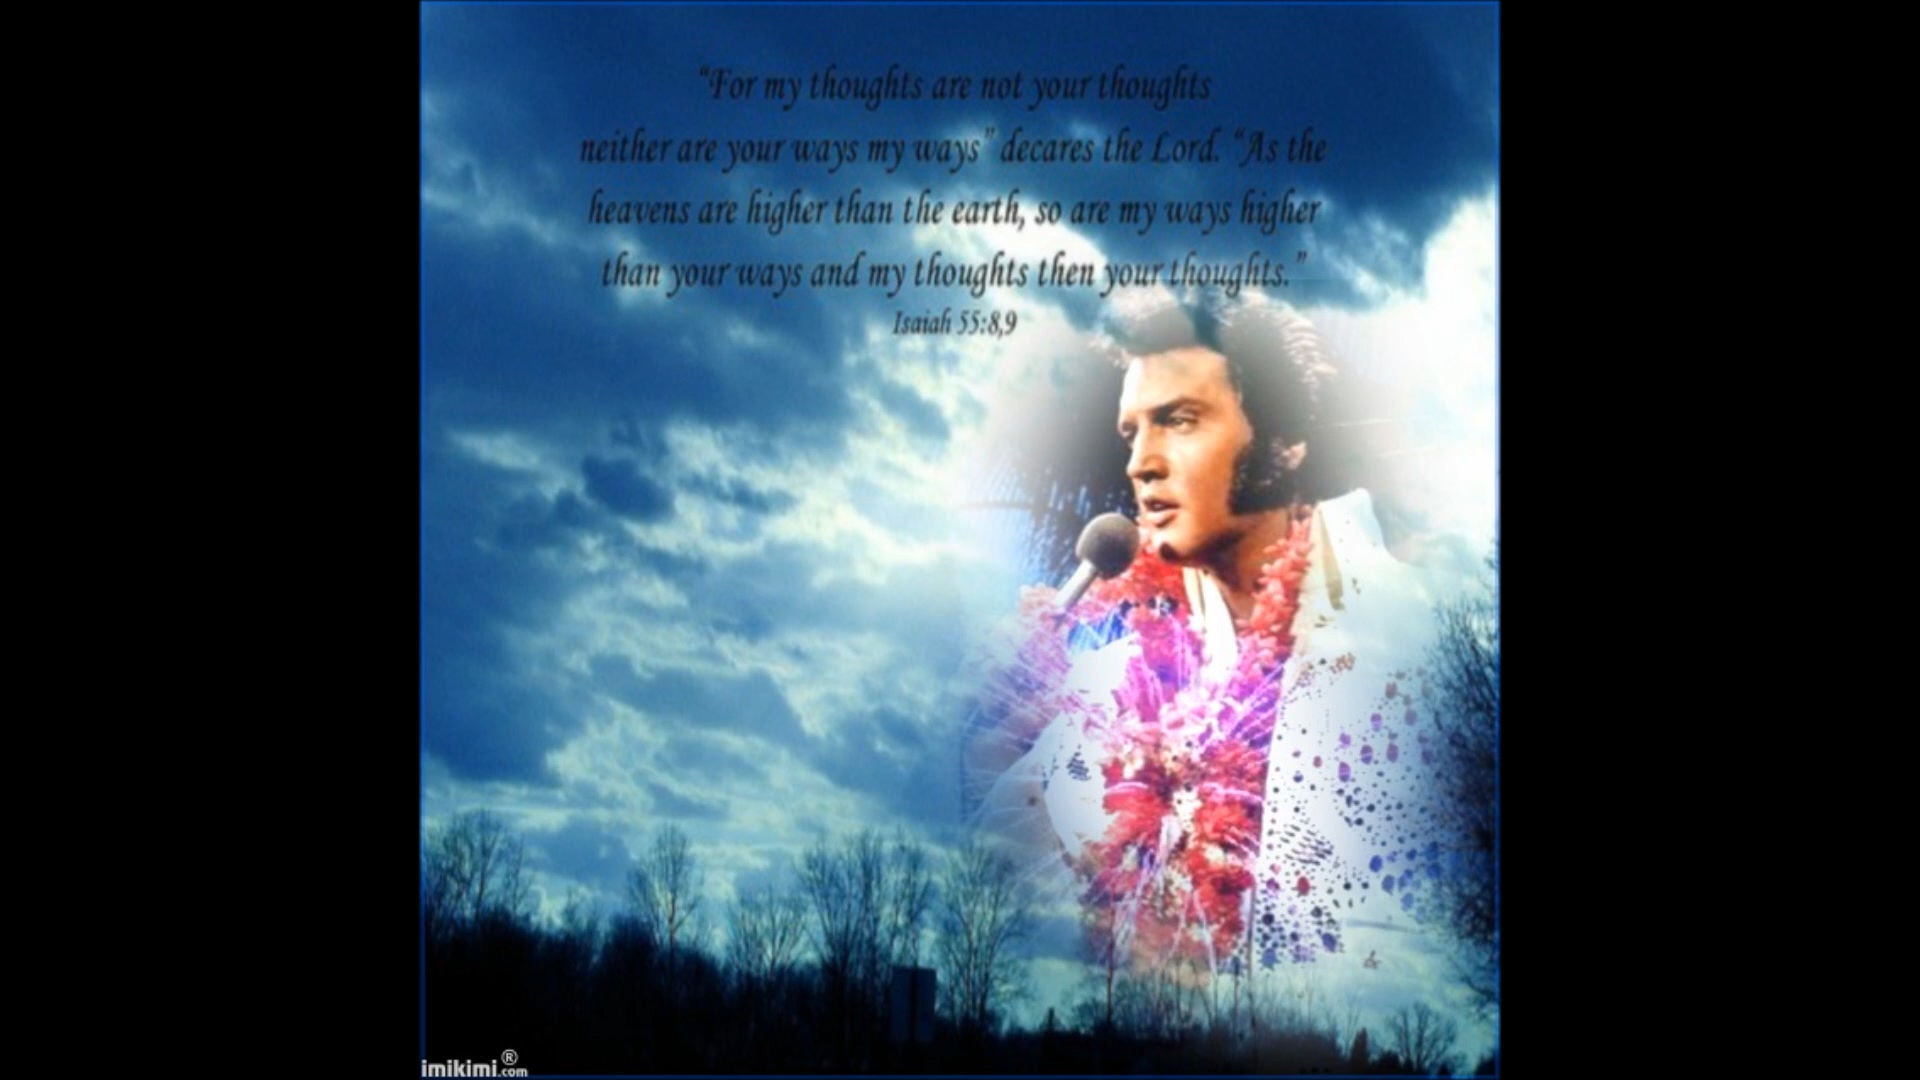 “For my thoughts are not your thoughts
neither are your ways my ways” decares the Lord. “As the
heavens are higher than the earth, so are my ways higher
than your ways and my thoughts then your thoughts.”
Isaiah 55:8,9
imikimi.com®